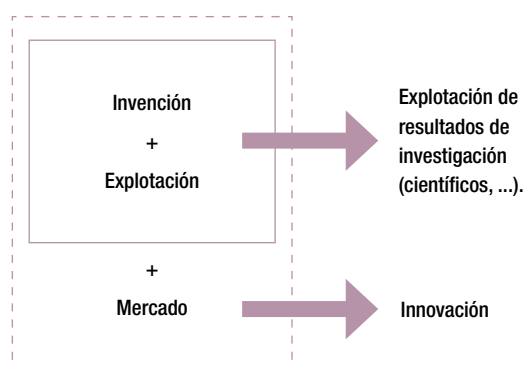 Invención
+
Explotación
Explotación de
resultados de
investigación
(científicos, ...).
+
Mercado
Innovación